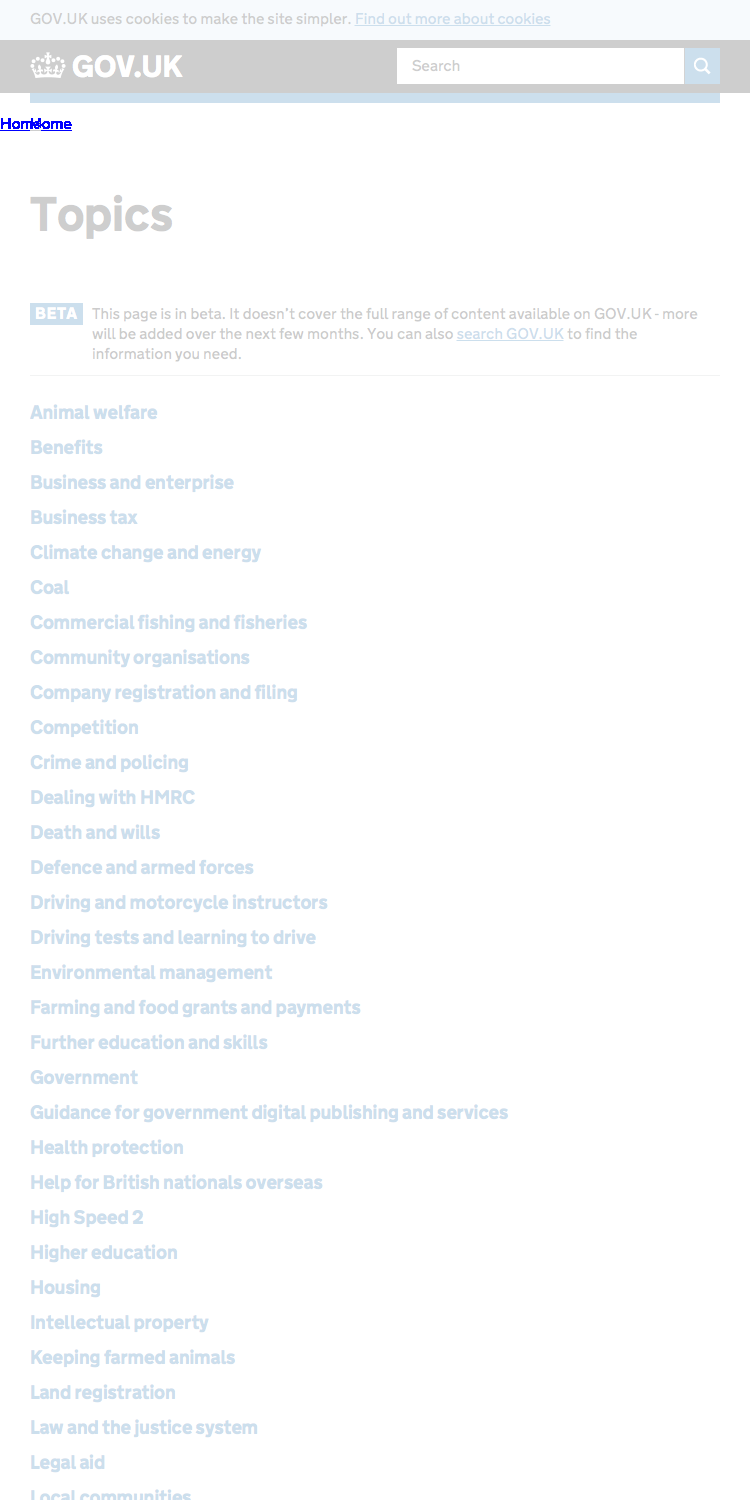 GOV.UK uses cookies to make the site simpler. Find out more about cookies
GOV.UK
Search
Home Home
Topics
BETA
This page is in beta. It doesn't cover the full range of content available on GOV.UK - more
will be added over the next few months. You can also search GOV.UK to find the
information you need.
Animal welfare
Benefits
Business and enterprise
Business tax
Climate change and energy
Coal
Commercial fishing and fisheries
Community organisations
Company registration and filing
Competition
Crime and policing
Dealing with HMRC
Death and wills
Defence and armed forces
Driving and motorcycle instructors
Driving tests and learning to drive
Environmental management
Farming and food grants and payments
Further education and skills
Government
Guidance for government digital publishing and services
Health protection
Help for British nationals overseas
High Speed 2
Higher education
Housing
Intellectual property
Keeping farmed animals
Land registration
Law and the justice system
Legal aid
Local communities